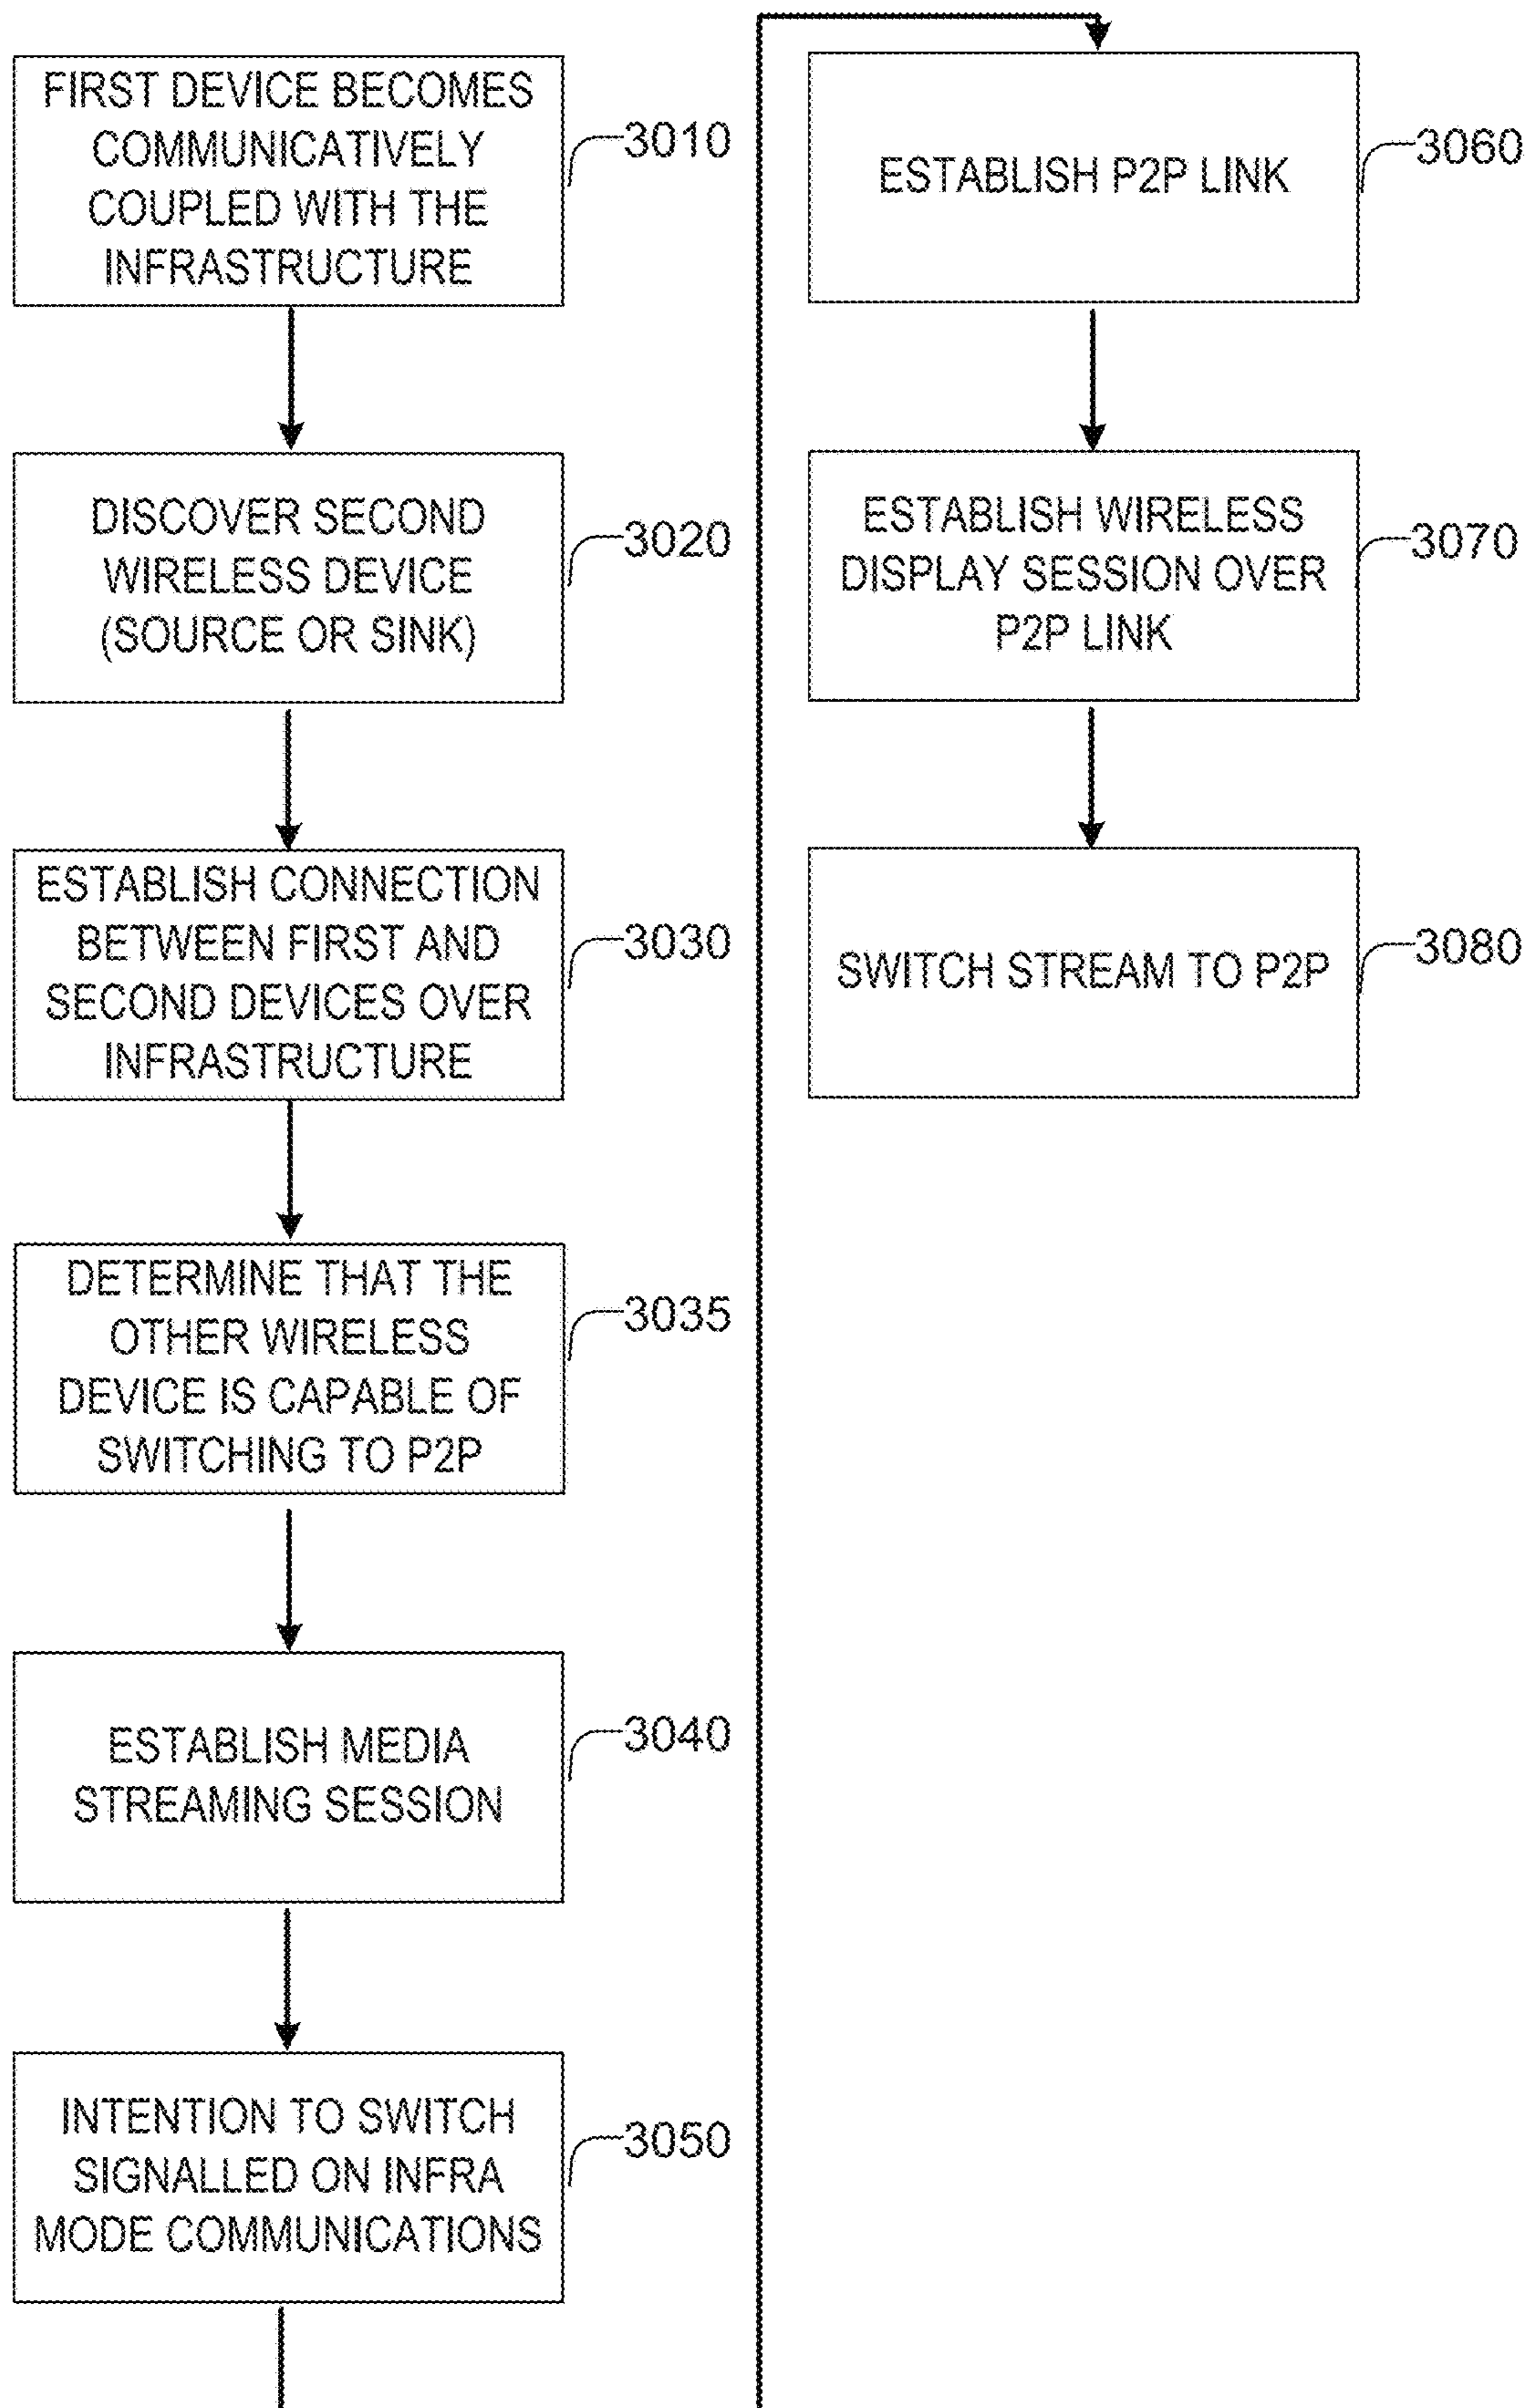 FIRST DEVICE BECOMES
COMMUNICATIVELY
COUPLED WITH THE
INFRASTRUCTURE
3010
DISCOVER SECOND
WIRELESS DEVICE
(SOURCE OR SINK)
3020
ESTABLISH CONNECTION
BETWEEN FIRST AND
SECOND DEVICES OVER
INFRASTRUCTURE
3030
DETERMINE THAT THE
OTHER WIRELESS
DEVICE IS CAPABLE OF
SWITCHING TO P2P
3035
ESTABLISH MEDIA
STREAMING SESSION
3040
INTENTION TO SWITCH
SIGNALLED ON INFRA
MODE COMMUNICATIONS
3050
ESTABLISH P2P LINK
3060
ESTABLISH WIRELESS
DISPLAY SESSION OVER
P2P LINK
3070
SWITCH STREAM TO P2P
3080